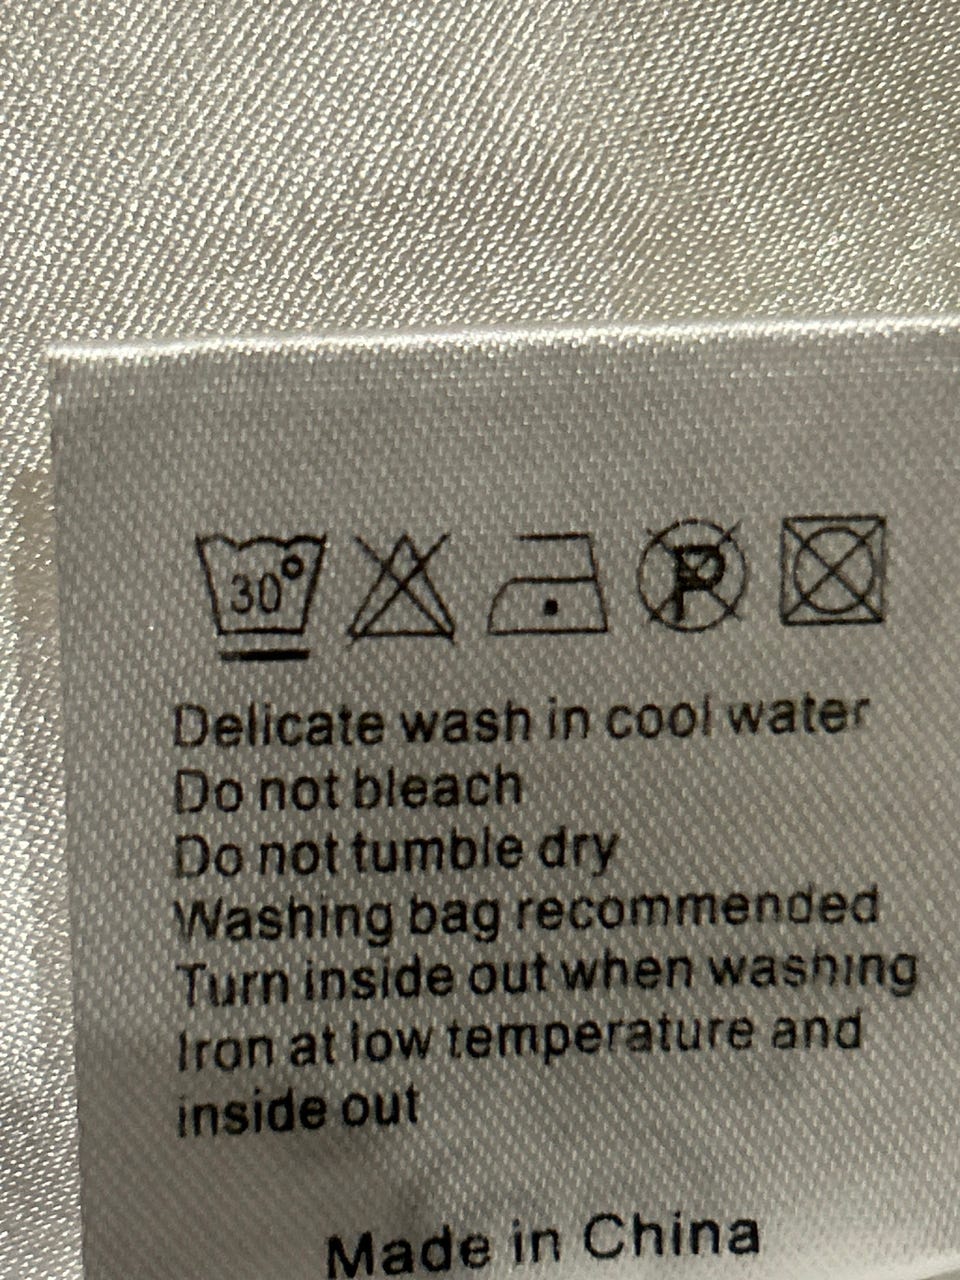 30°
P
Delicate wash in cool water
Do not bleach
Do not tumble dry
Washing bag recommended
Turn inside out when washing
Iron at low temperature and
inside out
Made in China